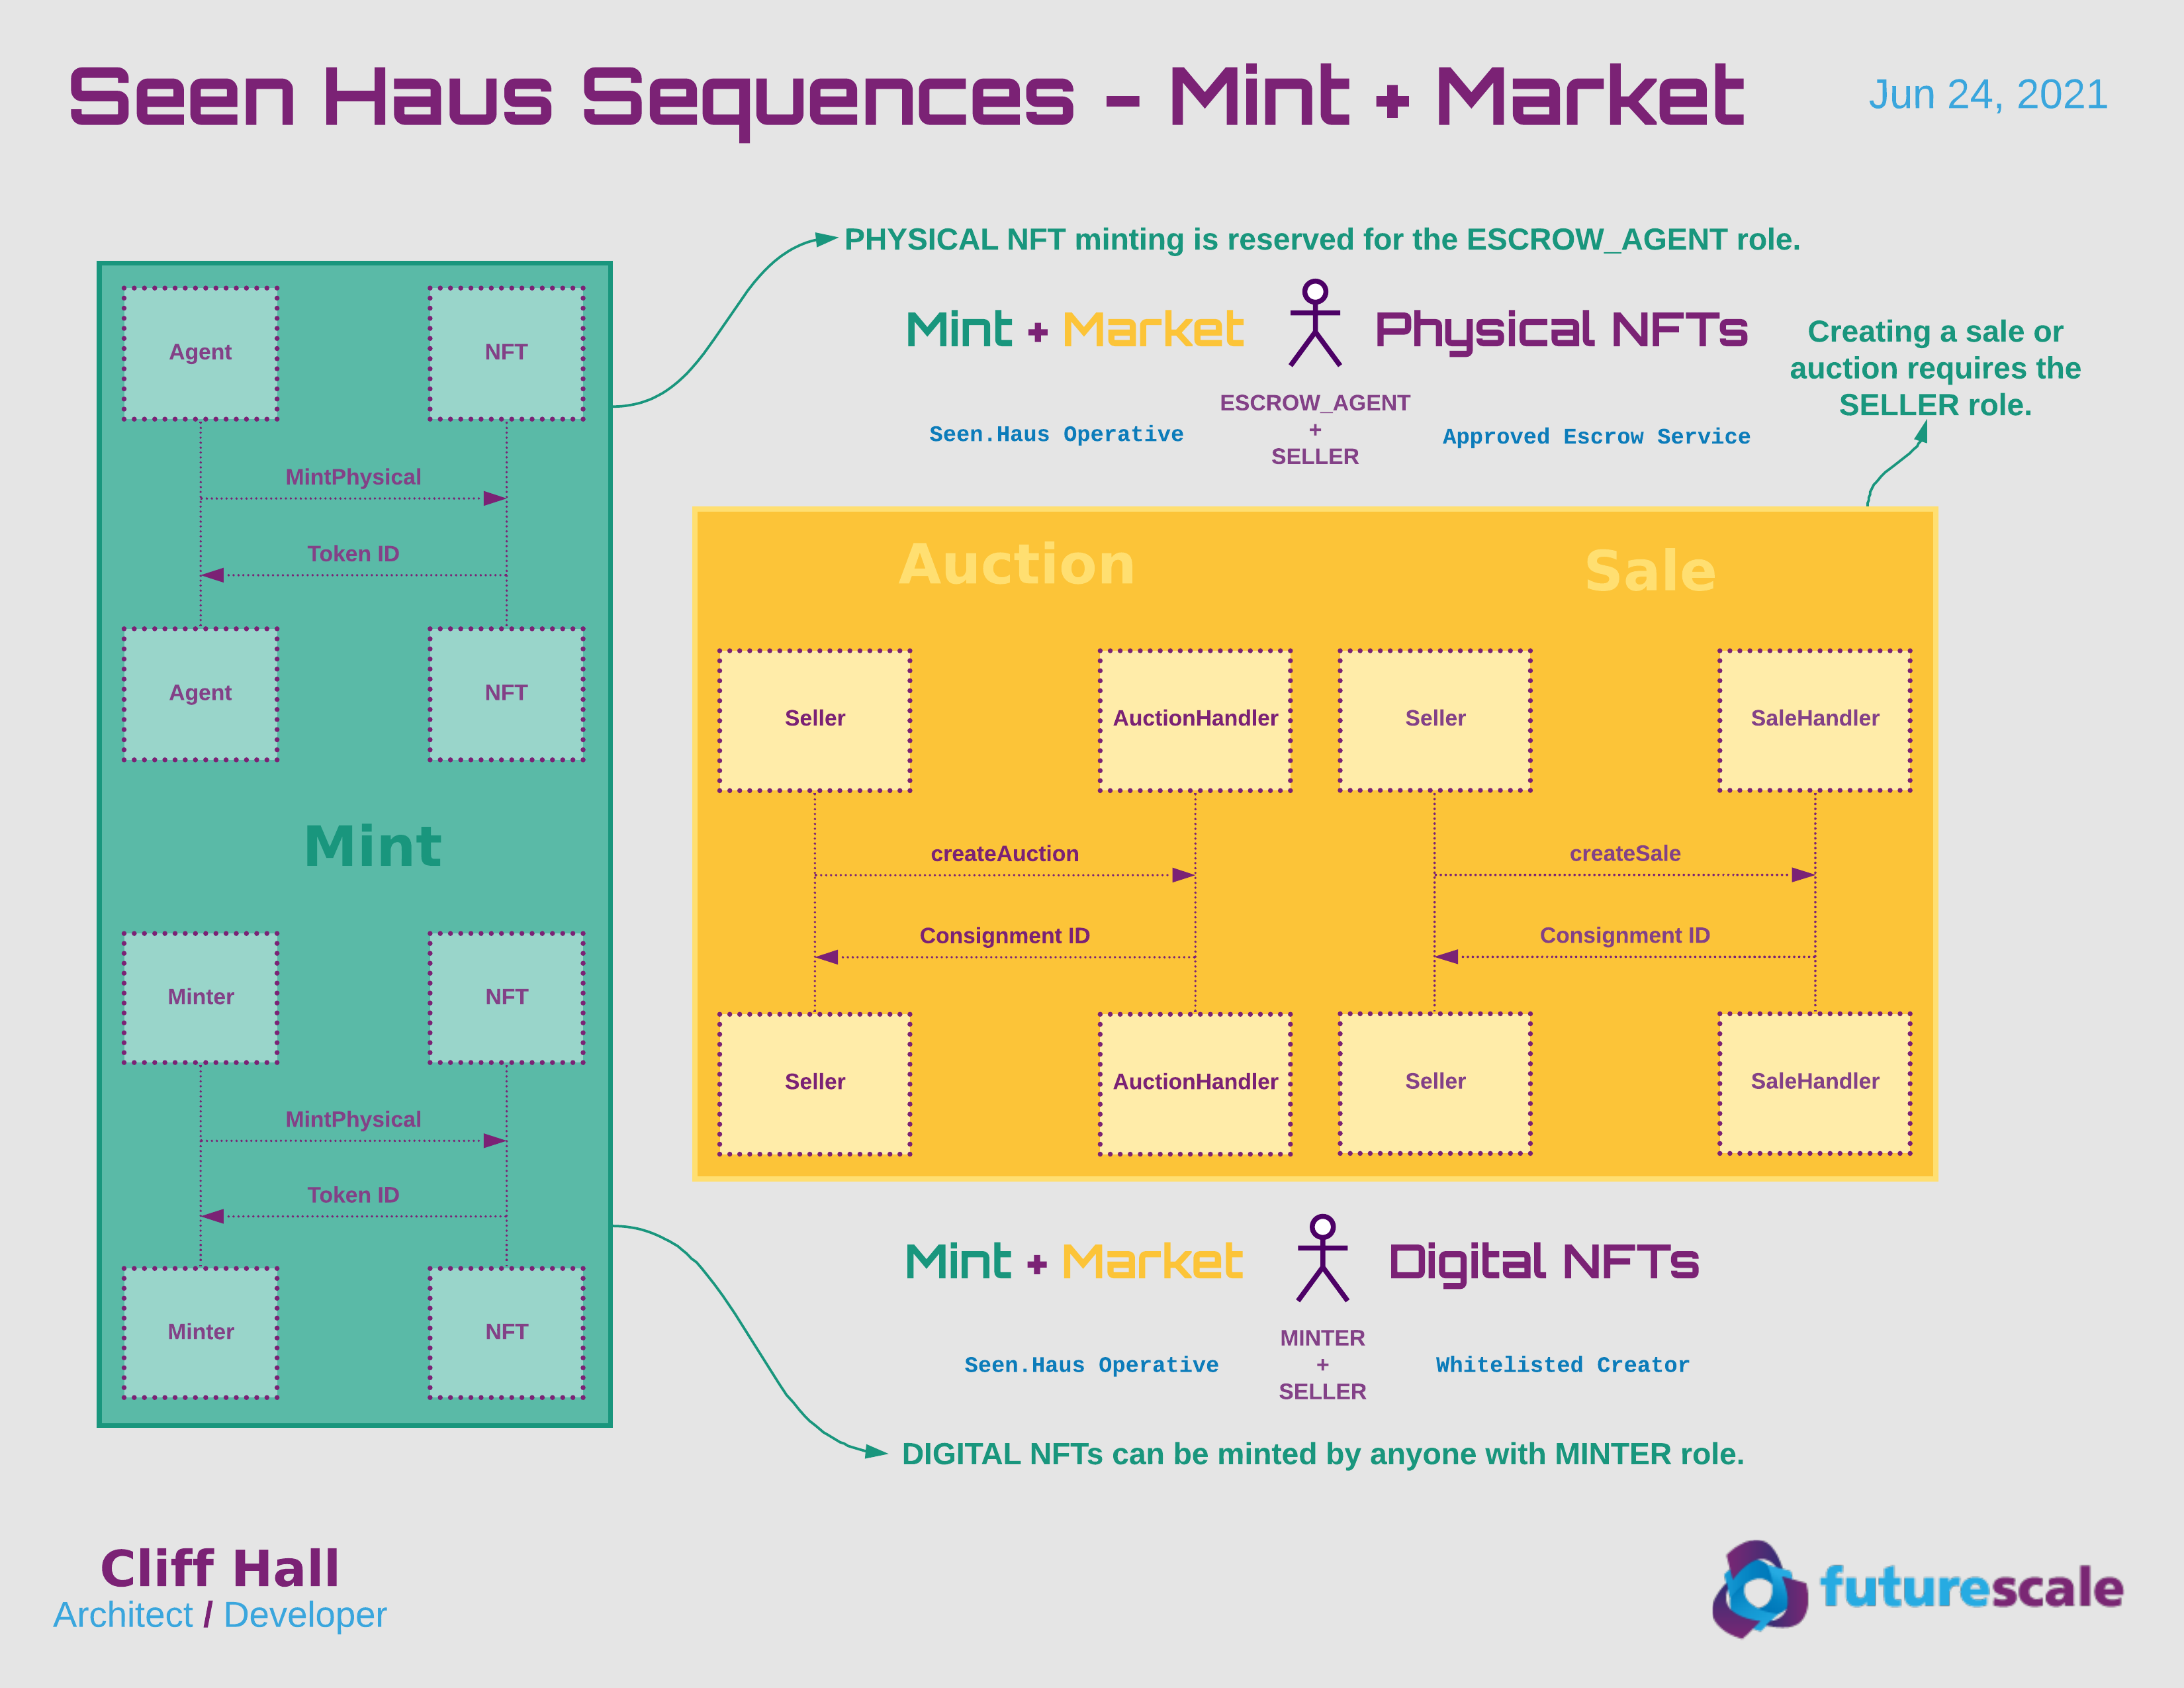 Seen Haus Sequences - Mint + Market
Jun 24, 2021
PHYSICAL NFT minting is reserved for the ESCROW_AGENT role.
Mint + Market
Physical NFTs
ESCROW_AGENT
+
SELLER
Seen.Haus Operative
Approved Escrow Service
Creating a sale or
auction requires the
SELLER role.
Agent
NFT
MintPhysical
Token ID
Agent
NFT
Mint
Minter
NFT
MintPhysical
Token ID
Minter
NFT
Auction
Seller
AuctionHandler
createAuction
Consignment ID
Seller
AuctionHandler
Sale
Seller
SaleHandler
createSale
Consignment ID
Seller
SaleHandler
Mint + Market
Digital NFTs
MINTER
+
SELLER
Seen.Haus Operative
Whitelisted Creator
DIGITAL NFTs can be minted by anyone with MINTER role.
Cliff Hall
Architect / Developer
futurescale